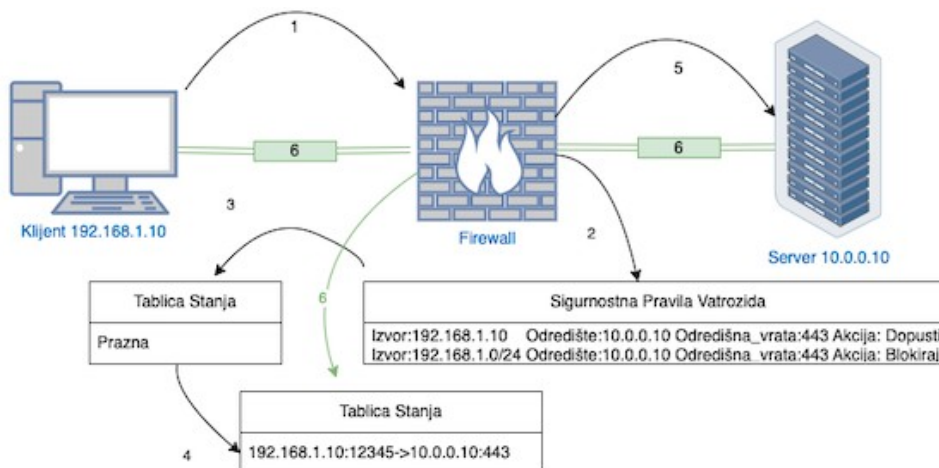 1
5
6
6
Klijent 192.168.1.10
3
Firewall
2
Server 10.0.0.10
6
Tablica Stanja
Prazna
Sigurnostna Pravila Vatrozida
Izvor:192.168.1.10 Odredište:10.0.0.10 Odredišna_vrata:443 Akcija: Dopusti
Izvor:192.168.1.0/24 Odredište:10.0.0.10 Odredišna_vrata:443 Akcija: Blokiraj
4
Tablica Stanja
192.168.1.10:12345->10.0.0.10:443